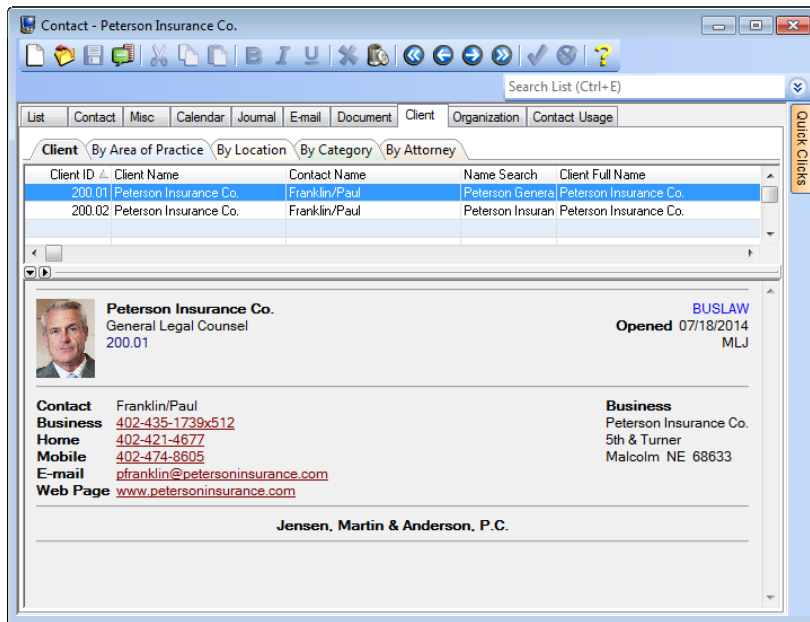 Contact - Peterson Insurance Co.
B I U
Search List (Ctrl+E)
List Contact Misc Calendar Journal E-mail Document Client Organization Contact Usage
Quick Clicks
Client By Area of Practice By Location By Category By Attorney
Client ID Client Name Contact Name Name Search Client Full Name
200.01 Peterson Insurance Co. Franklin/Paul Peterson Genera Peterson Insurance Co.
200.02 Peterson Insurance Co. Franklin/Paul Peterson Insuran Peterson Insurance Co.
Peterson Insurance Co. BUSLAW
General Legal Counsel Opened 07/18/2014
200.01 MLJ
Contact Franklin/Paul Business
Business 402-435-1739x512 Peterson Insurance Co.
Home 402-421-4677 5th & Turner
Mobile 402-474-8605 Malcolm NE 68633
E-mail pfranklin@petersoninsurance.com
Web Page www.petersoninsurance.com
Jensen, Martin & Anderson, P.C.